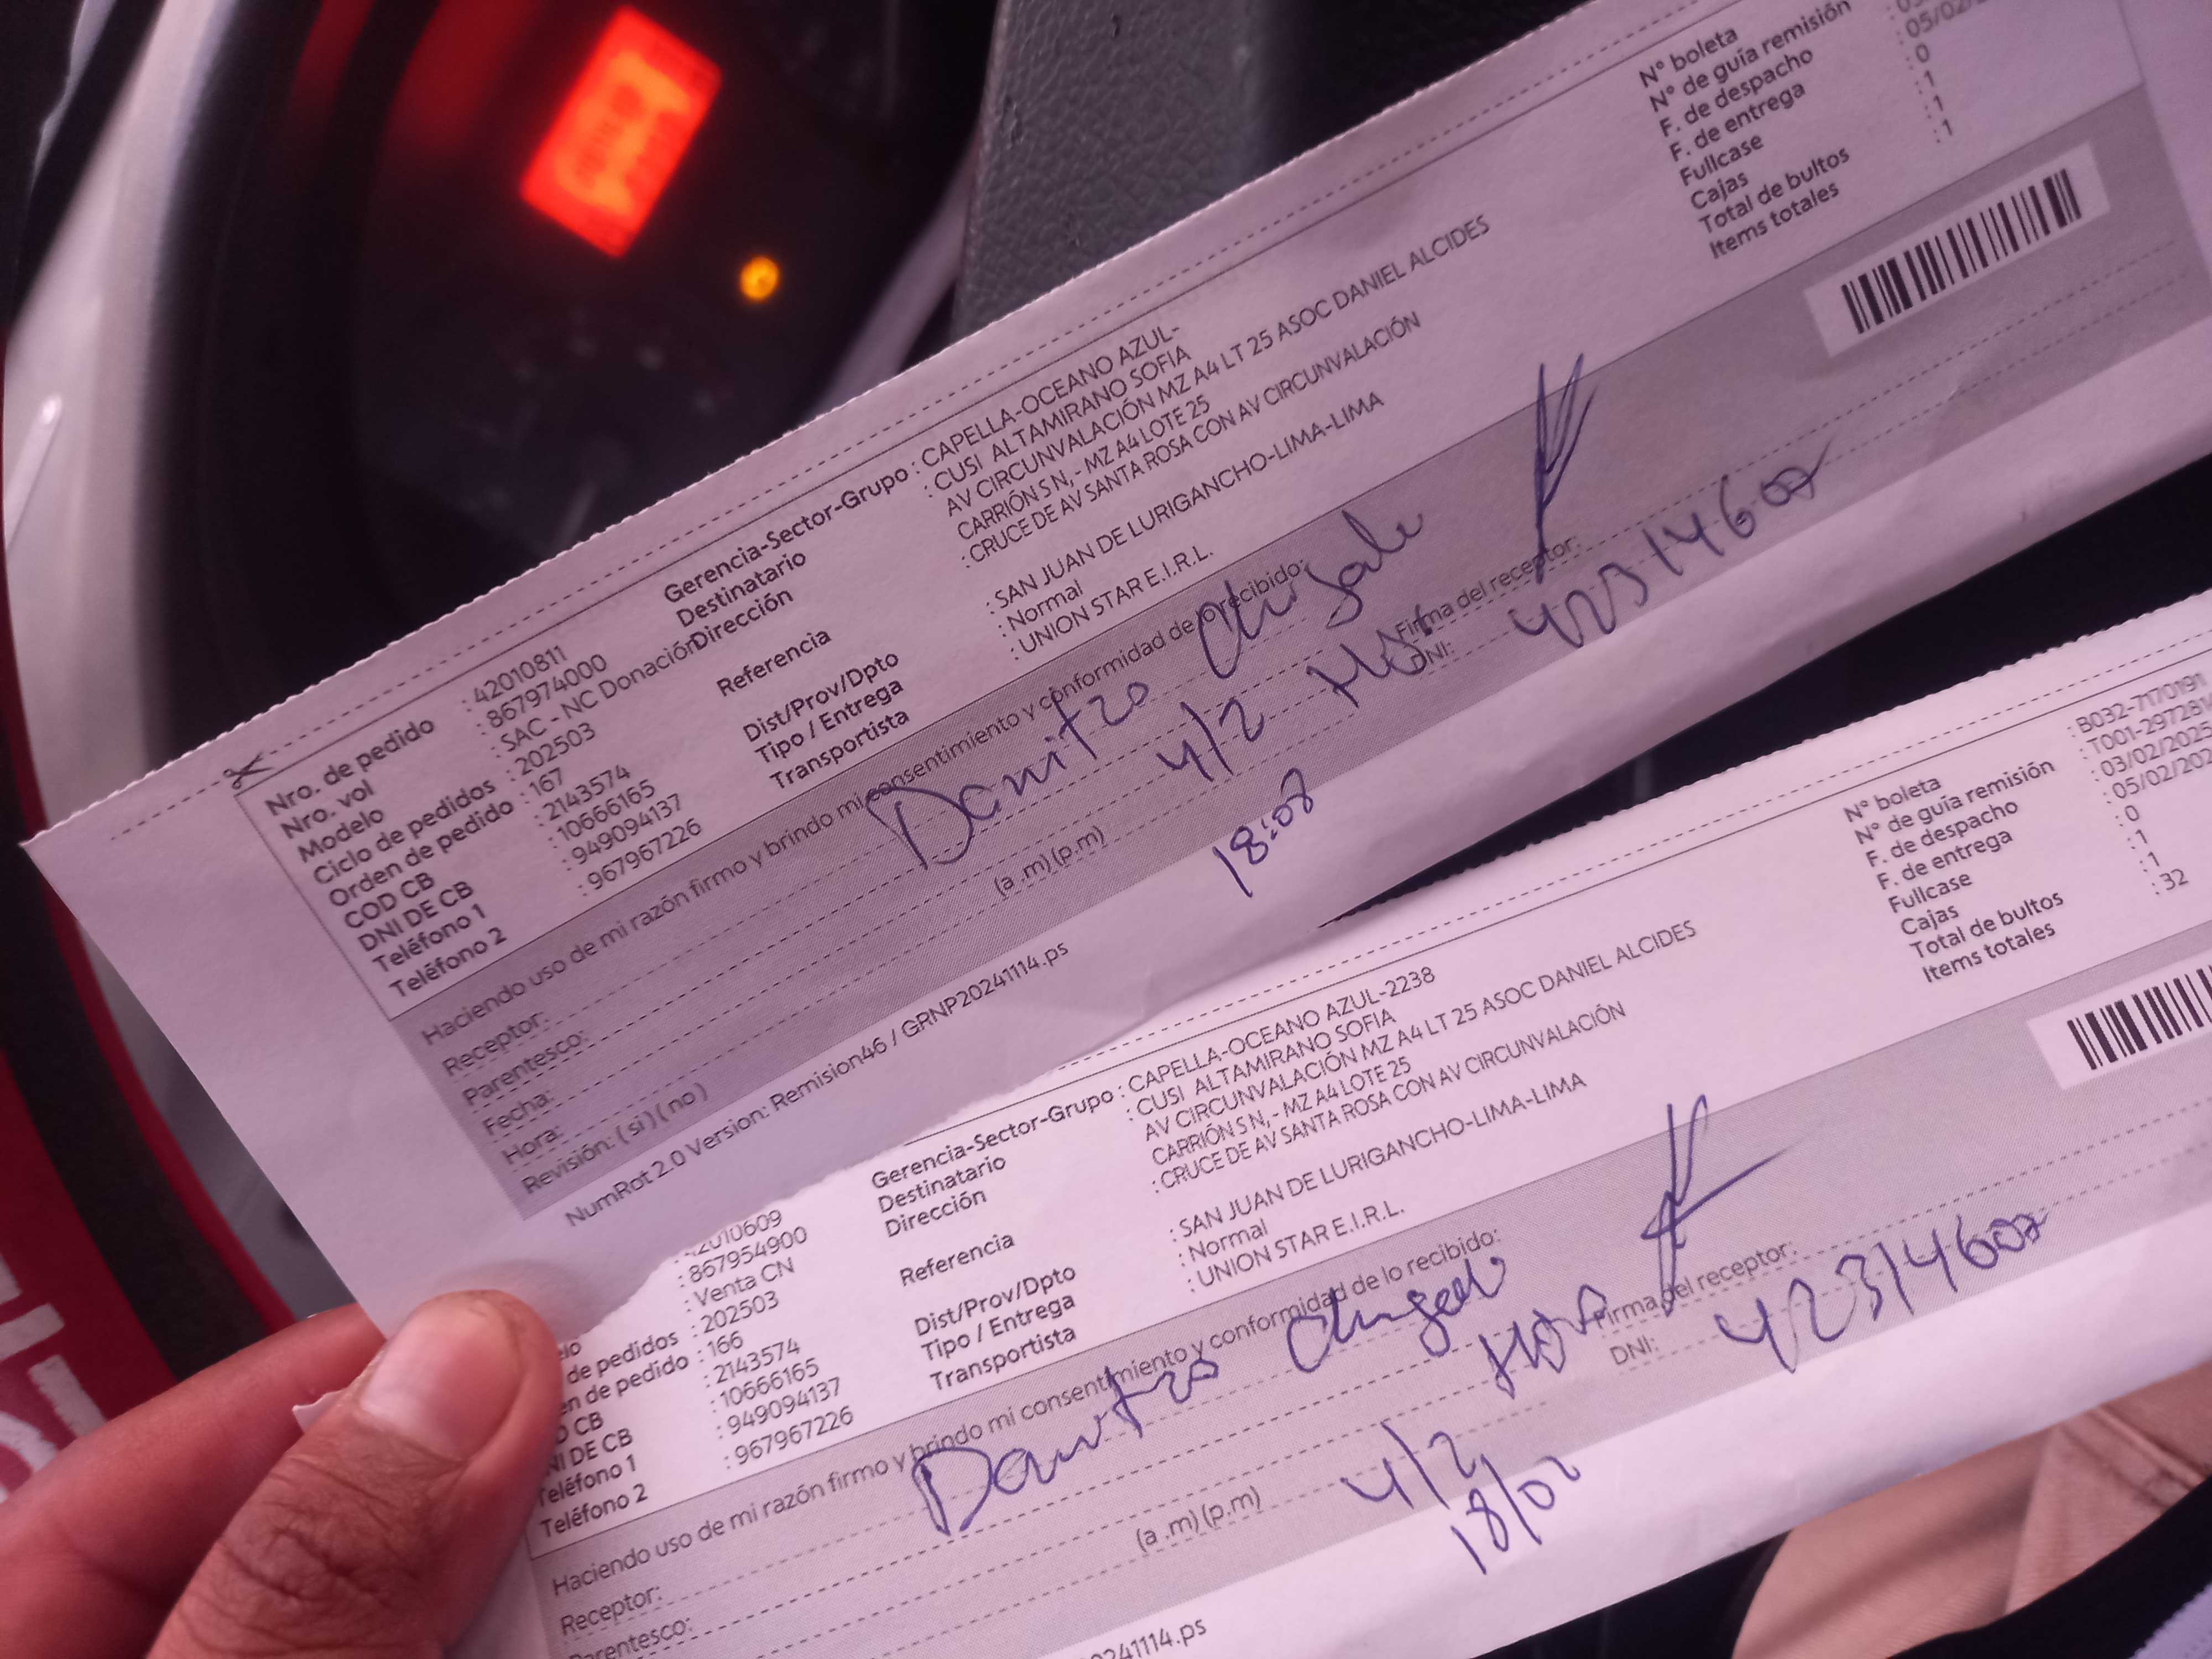 Nro. de pedido : 42010811
Nro. vol : 867974000
Modelo : SAC - NC Donación
Ciclo de pedidos : 202503
Orden de pedido : 167
COD CB : 2143574
DNI DE CB : 10666165
Teléfono 1 : 949094137
Teléfono 2 : 967967226
Gerencia-Sector-Grupo : CAPELLA-OCEANO AZUL-
Destinatario : CUSI ALTAMIRANO SOFIA
Dirección AV CIRCUNVALACIÓN MZ A4 LT 25 ASOC DANIEL ALCIDES
CARRIÓN S N, - MZ A4 LOTE 25
Referencia : CRUCE DE AV SANTA ROSA CON AV CIRCUNVALACIÓN
Dist/Prov/Dpto : SAN JUAN DE LURIGANCHO-LIMA-LIMA
Tipo / Entrega : Normal
Transportista : UNION STAR E.I.R.L.
N° boleta
N° de guía remisión
F. de despacho
F. de entrega : 05/02/
Fullcase : 0
Cajas : 1
Total de bultos : 1
Items totales : 1
Haciendo uso de mi razón firmo y brindo mi consentimiento y conformidad de lo recibido:
Receptor: Danitzo
Parentesco:
Fecha: 4/2
Hora: (a .m) (p.m) 18:02
Revisión: ( si ) ( no )
Firma del receptor:
DNI: 42314602
NumRot 2.0 Version: Remision46 / GRNP20241114.ps
42010609
: 867954900
: Venta CN
de pedidos : 202503
en de pedido : 166
D CB : 2143574
NI DE CB : 10666165
Teléfono 1 : 949094137
Teléfono 2 : 967967226
Gerencia-Sector-Grupo : CAPELLA-OCEANO AZUL-2238
Destinatario : CUSI ALTAMIRANO SOFIA
Dirección AV CIRCUNVALACIÓN MZ A4 LT 25 ASOC DANIEL ALCIDES
CARRIÓN S N, - MZ A4 LOTE 25
Referencia : CRUCE DE AV SANTA ROSA CON AV CIRCUNVALACIÓN
Dist/Prov/Dpto : SAN JUAN DE LURIGANCHO-LIMA-LIMA
Tipo / Entrega : Normal
Transportista : UNION STAR E.I.R.L.
N° boleta : B032-7170191
N° de guía remisión : T001-297281
F. de despacho : 03/02/2025
F. de entrega : 05/02/202
Fullcase : 0
Cajas : 1
Total de bultos : 1
Items totales : 32
Haciendo uso de mi razón firmo y brindo mi consentimiento y conformidad de lo recibido:
Receptor: Danitzo
Parentesco:
4/2
(a .m) (p.m) 18/02
Firma del receptor:
DNI: 42314602
0241114.ps